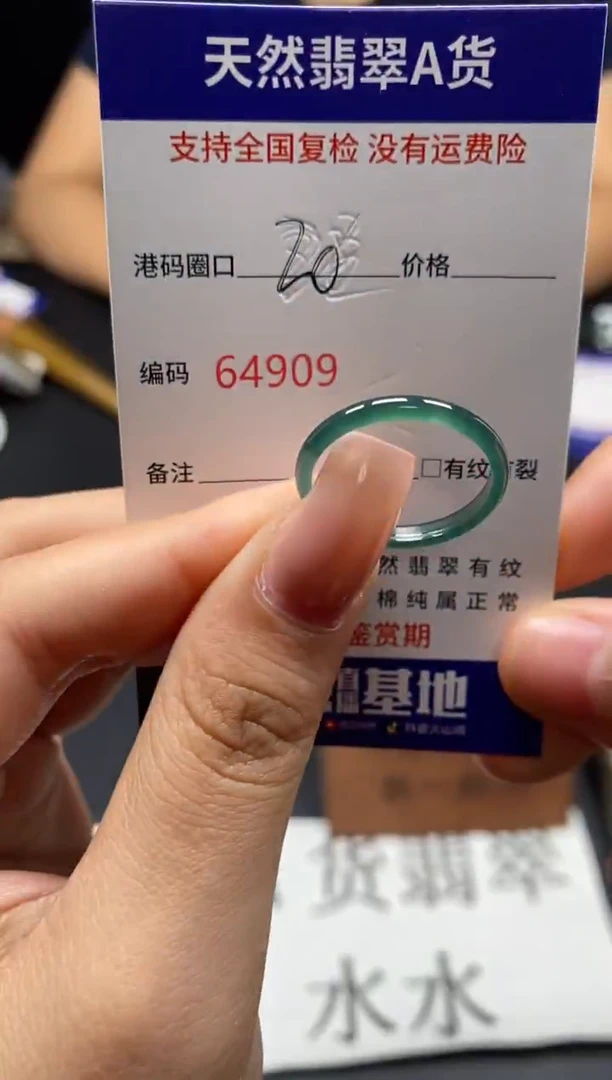 天然翡翠A货
支持全国复检 没有运费险
港码圈口 20 价格
编码 64909
备注 □有纹 裂
然翡翠有纹
棉纯属正常
鉴赏期
基地
货翡翠
水水